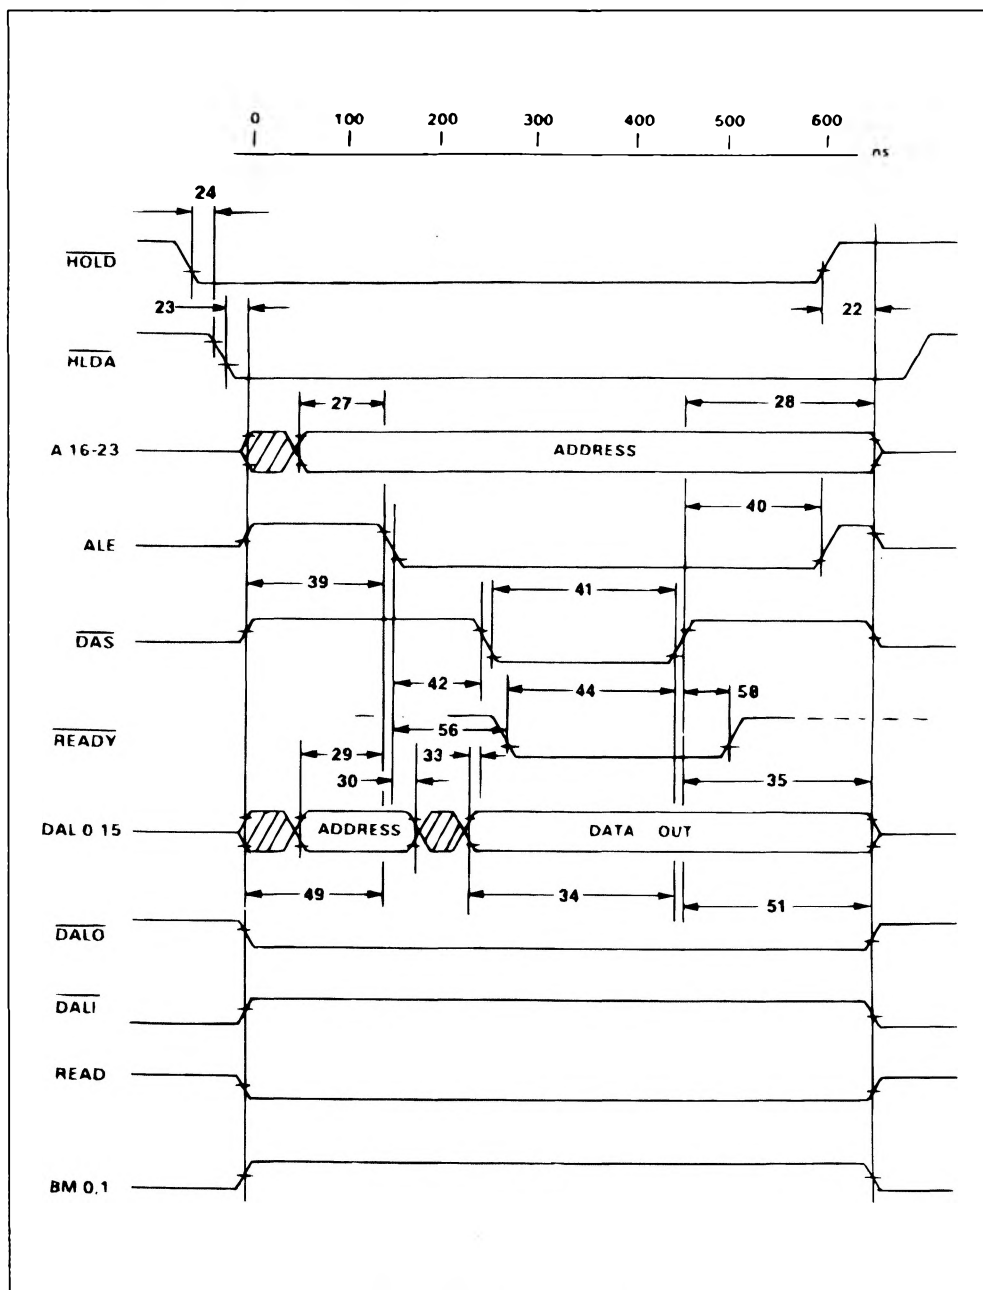 0 100 200 300 400 500 600
ns
24
HOLD
23
22
HLDA
27
28
A 16-23
ADDRESS
40
ALE
39
41
DAS
42
44
58
READY
56
29
33
30
35
DAL 0 15
ADDRESS
DATA OUT
49
34
51
DALO
DALI
READ
BM 0,1